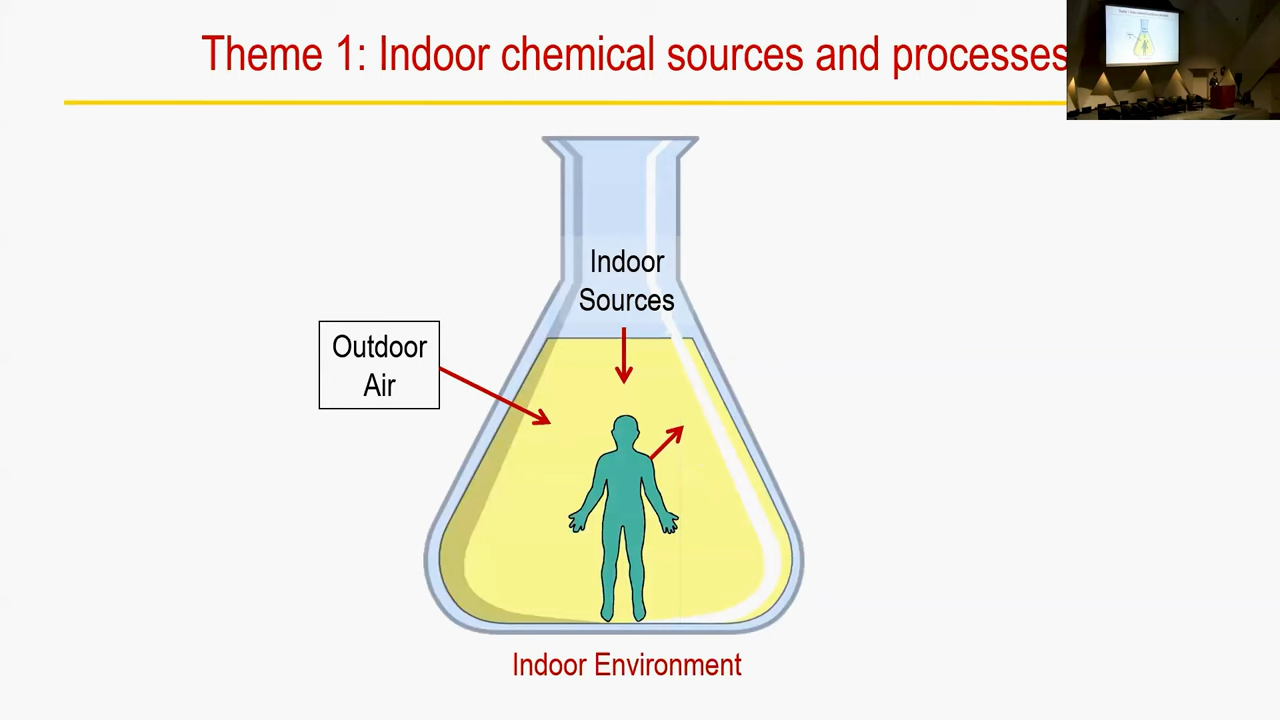 Theme 1: Indoor chemical sources and processes
Indoor
Sources
Outdoor
Air
Indoor Environment